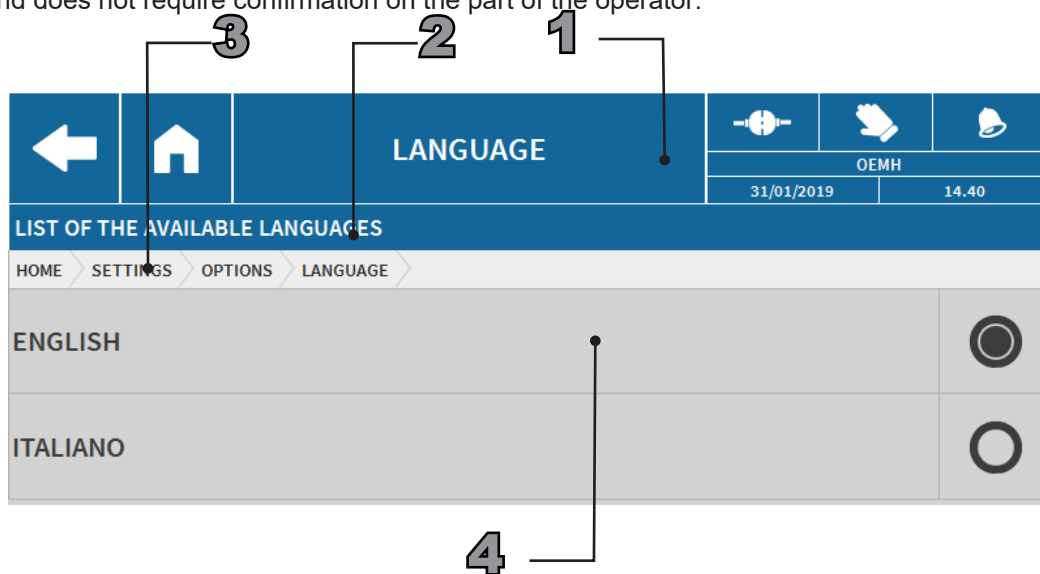 nd does not require confirmation on the part of the operator.
3 2 1
LANGUAGE
OEMH
31/01/2019 14.40
LIST OF THE AVAILABLE LANGUAGES
HOME SETTINGS OPTIONS LANGUAGE
ENGLISH
ITALIANO
4